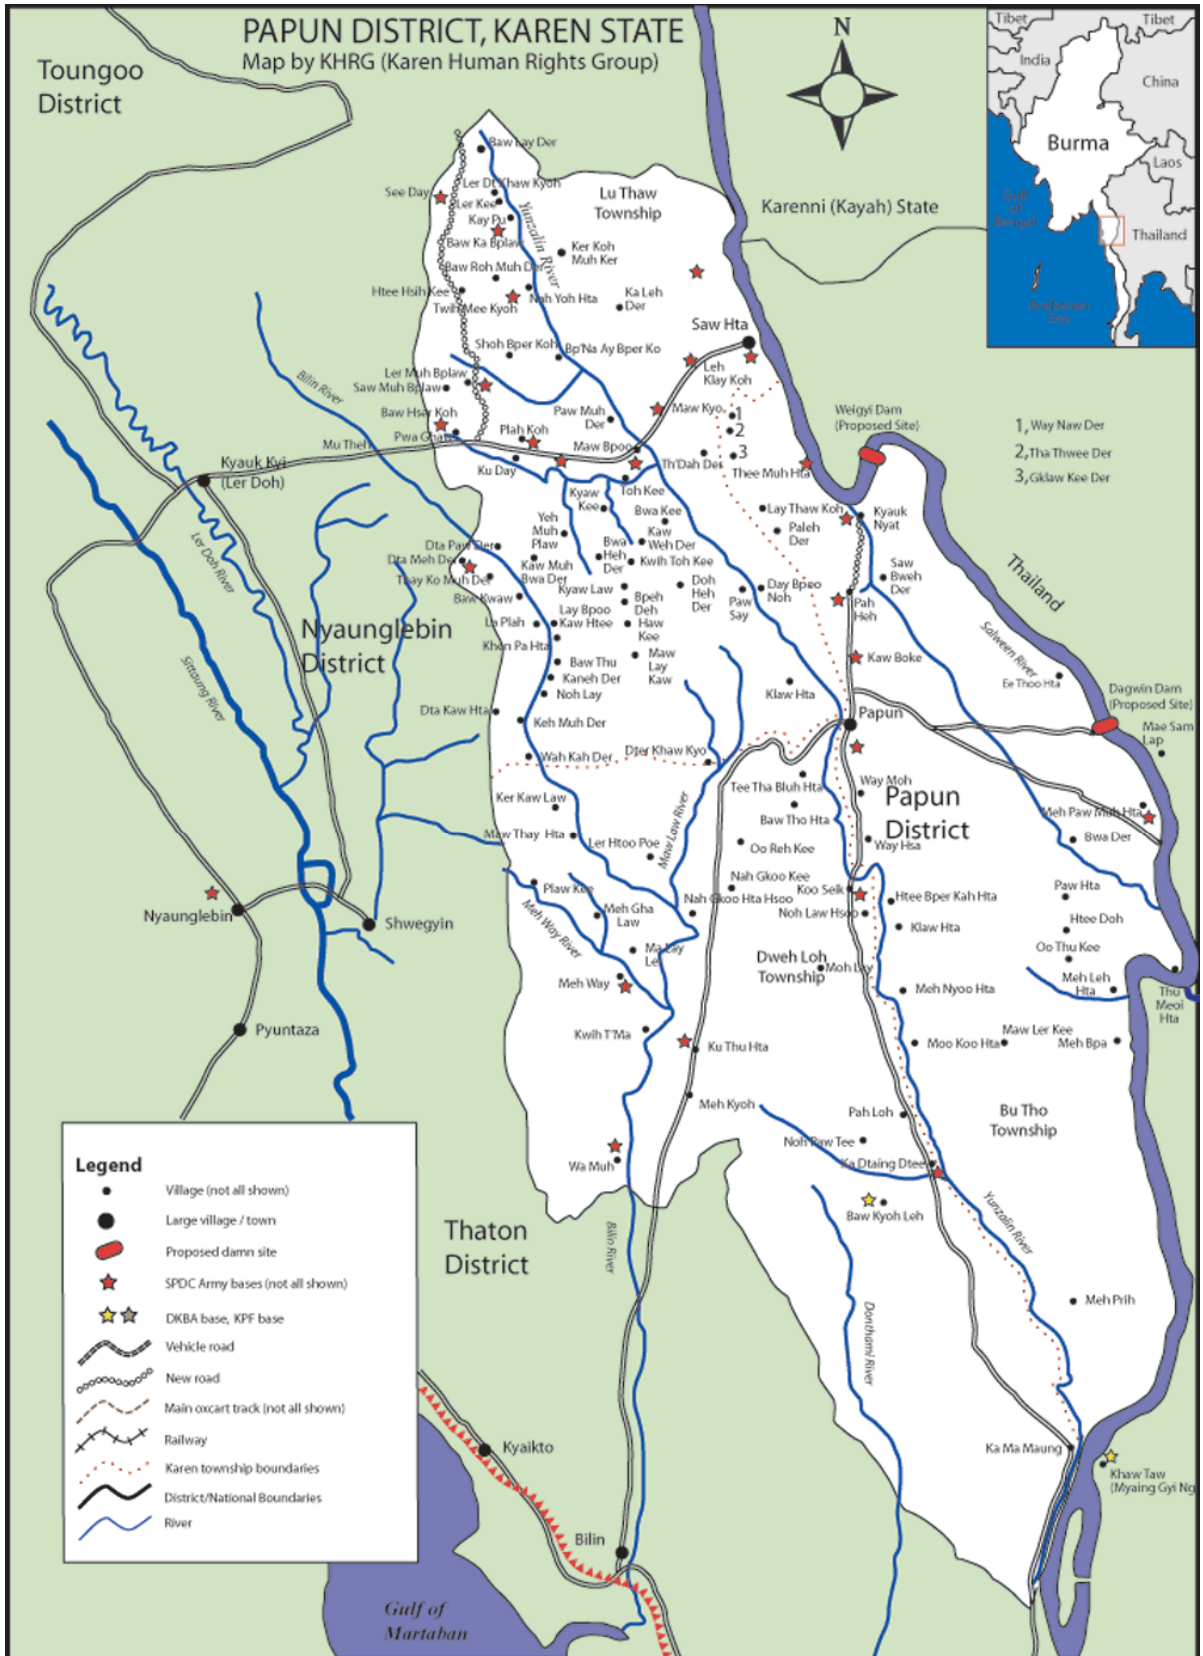 PAPUN DISTRICT, KAREN STATE
Map by KHRG (Karen Human Rights Group)
N
Toungoo
District
Tibet
Tibet
India
China
Burma
Laos
Gulf
of
Bengal
Thailand
Andaman
Sea
Karenni (Kayah) State
Lu Thaw
Township
Baw Lay Der
Ler Dt Khaw Kyoh
See Day
Ler Kee
Kay Pu
Yunzalin River
Baw Ka Bplaw
Ker Koh
Muh Ker
Baw Roh Muh Der
Htee Hsih Kee
Noh Yoh Hta
Twih Mee Kyoh
Ka Leh
Der
Saw Hta
Shoh Bper Koh
Bp'Na Ay Bper Ko
Leh
Klay Koh
Ler Muh Bplaw
Saw Muh Bplaw
Bilin River
Baw Hser Koh
Paw Muh
Der
Maw Kyo
1
2
3
Weigyi Dam
(Proposed Site)
1, Way Naw Der
2, Tha Thwee Der
3, Gklaw Kee Der
Plah Koh
Pwa Ghaw
Mu Theh
Maw Bpoo
Kyauk Kyi
(Ler Doh)
Ku Day
Th'Dah Der
Thee Muh Hta
Toh Kee
Kyaw
Kee
Bwa Kee
Lay Thaw Koh
Kyauk
Nyat
Yeh
Muh
Plaw
Kaw
Weh Der
Paleh
Der
Ler Doh River
Dta Paw Der
Bwa
Heh
Der
Dta Meh Der
Kaw Muh
Bwa Der
Kwih Toh Kee
Saw
Bweh
Der
Thailand
Thay Ko Muh Der
Kyaw Law
Doh
Heh
Der
Day Bpoo
Noh
Baw Kwaw
Bpeh
Deh
Haw
Kee
Paw
Say
Pah
Heh
Lay Bpoo
Kaw Htee
La Plah
Nyaunglebin
District
Khen Pa Hta
Maw
Lay
Kaw
Kaw Boke
Salween River
Baw Thu
Kaneh Der
Noh Lay
Klaw Hta
Ee Thoo Hta
Sittaung River
Dta Kaw Hta
Keh Muh Der
Papun
Dagwin Dam
(Proposed Site)
Mae Sam
Lap
Wah Kah Der
Dter Khaw Kyo
Tee Tha Bluh Hta
Way Moh
Papun
District
Ker Kaw Law
Baw Tho Hta
Meh Paw Muh Hta
Maw Law River
Maw Thay Hta
Ler Htoo Poe
Oo Reh Kee
Way Hsa
Bwa Der
Nah Gkoo Kee
Plaw Kee
Nah Gkoo Hta Hsoo
Koo Seik
Htee Bper Kah Hta
Paw Hta
Meh Gha
Law
Noh Law Hsoo
Nyaunglebin
Shwegyin
Meh Way River
Klaw Hta
Htee Doh
Oo Thu Kee
Dweh Loh
Township
Moh Lay
Meh Way
Meh Nyoo Hta
Meh Leh
Hta
Thu
Meoi
Hta
Pyuntaza
Kwih T'Ma
Ku Thu Hta
Moo Koo Hta
Maw Ler Kee
Meh Bpa
Meh Kyoh
Pah Loh
Bu Tho
Township
Noh Paw Tee
Wa Muh
Ka Dtaing Dtee
Baw Kyoh Leh
Yunzalin River
Thaton
District
Bilin River
Meh Prih
Donthami River
Kyaikto
Ka Ma Maung
Khaw Taw
(Myaing Gyi Ng
Bilin
Gulf of
Martaban
Legend
Village (not all shown)
Large village / town
Proposed damn site
SPDC Army bases (not all shown)
DKBA base, KPF base
Vehicle road
New road
Main oxcart track (not all shown)
Railway
Karen township boundaries
District/National Boundaries
River